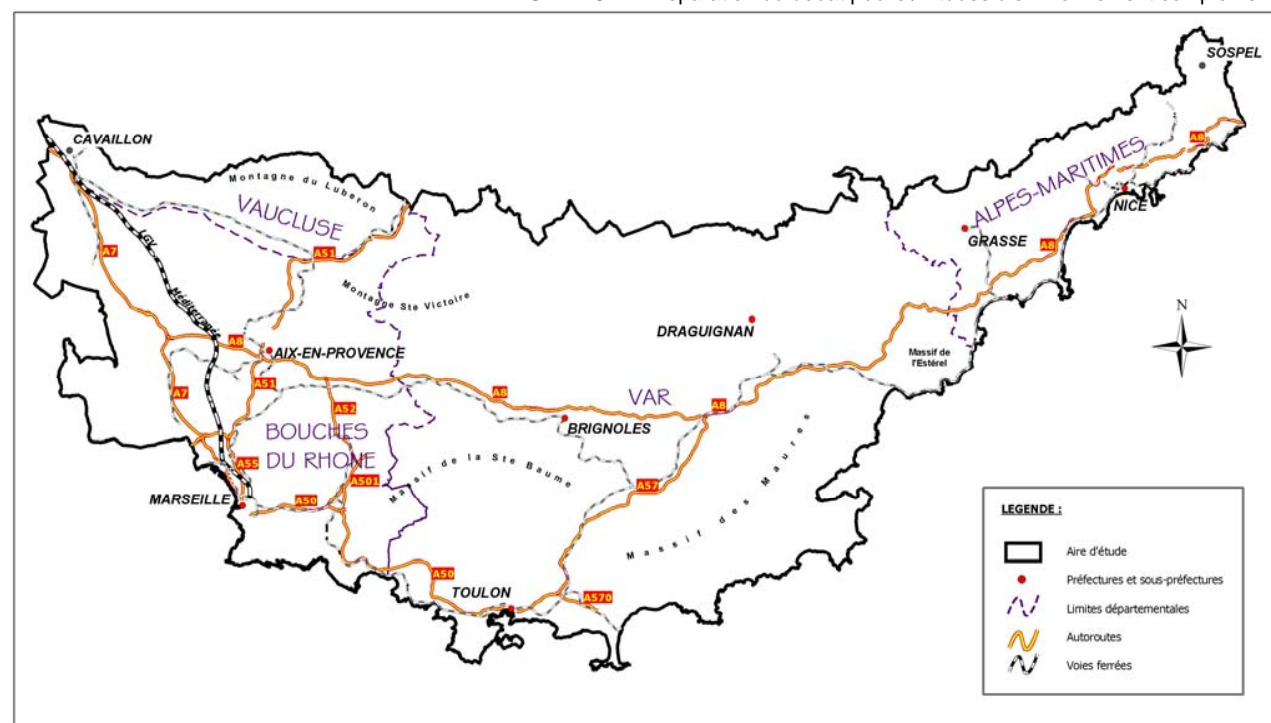 SOSPEL
CAVAILLON
A8
Montagne du Luberon
ALPES-MARITIMES
VAUCLUSE
NICE
GRASSE
A7
LGV
A51
A8
Méditerranée
Montagne Ste Victoire
DRAGUIGNAN
N
A8
AIX-EN-PROVENCE
Massif de
l'Estérel
A51
A7
A8
VAR
A8
A52
BRIGNOLES
BOUCHES
DU RHONE
A55
Massif de la Ste Baume
A501
A57
Massif des Maures
MARSEILLE
A50
A50
TOULON
A570
LEGENDE :
Aire d'étude
Préfectures et sous-préfectures
Limites départementales
Autoroutes
Voies ferrées